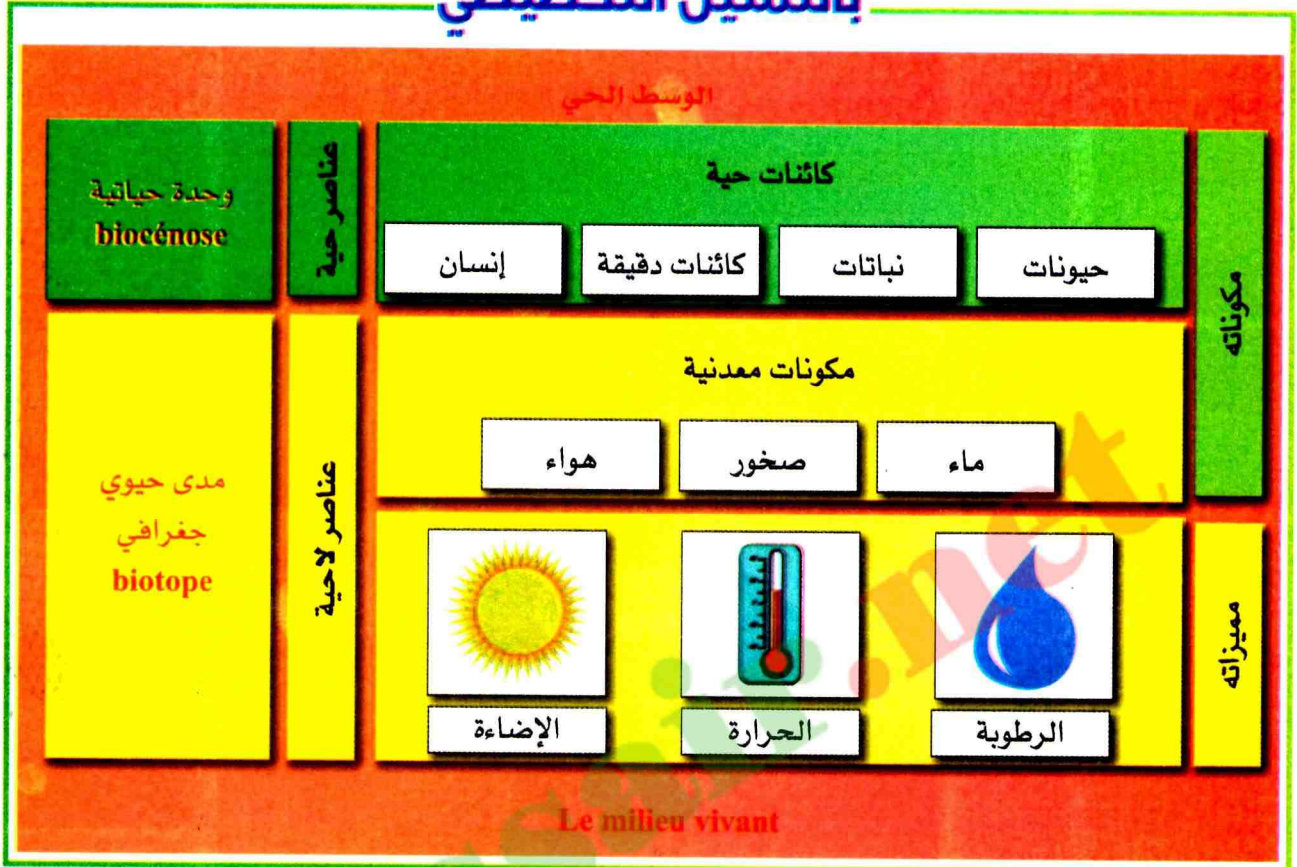 الوسط الحي
مكوناته
كائنات حية
حيونات
نباتات
كائنات دقيقة
إنسان
عناصر حية
وحدة حياتية
biocénose
مكونات معدنية
ماء
صخور
هواء
مميزاته
الرطوبة
الحرارة
الإضاءة
عناصر لاحية
مدى حيوي
جغرافي
biotope
Le milieu vivant